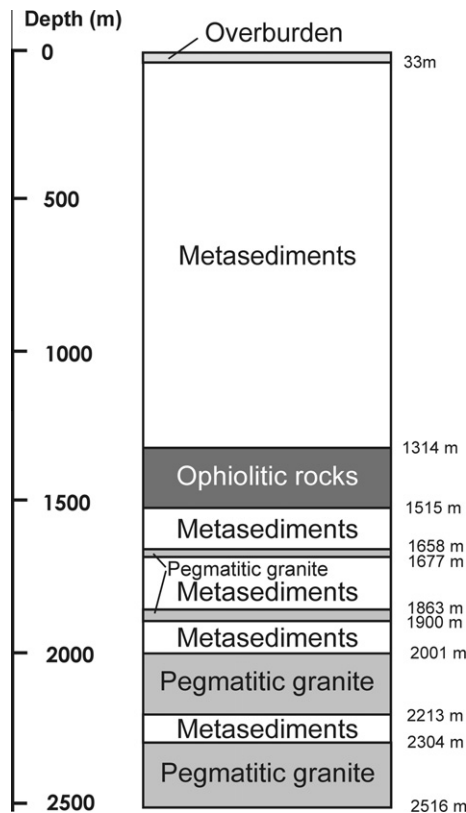 Depth (m)
Overburden
0
33m
500
Metasediments
1000
1314 m
Ophiolitic rocks
1500
1515 m
Metasediments
1658 m
1677 m
Pegmatitic granite
Metasediments
1863 m
1900 m
Metasediments
2000
2001 m
Pegmatitic granite
2213 m
Metasediments
2304 m
Pegmatitic granite
2500
2516 m